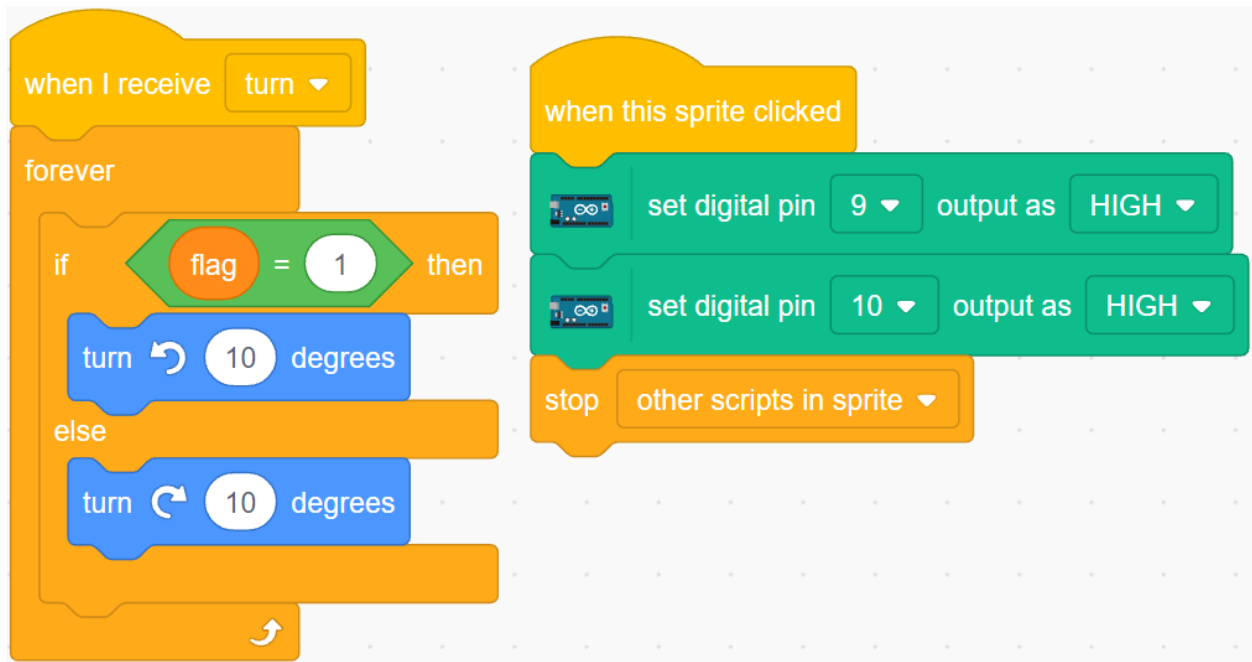 when I receive turn
forever
if flag = 1 then
turn 10 degrees
else
turn 10 degrees
when this sprite clicked
set digital pin 9 output as HIGH
set digital pin 10 output as HIGH
stop other scripts in sprite